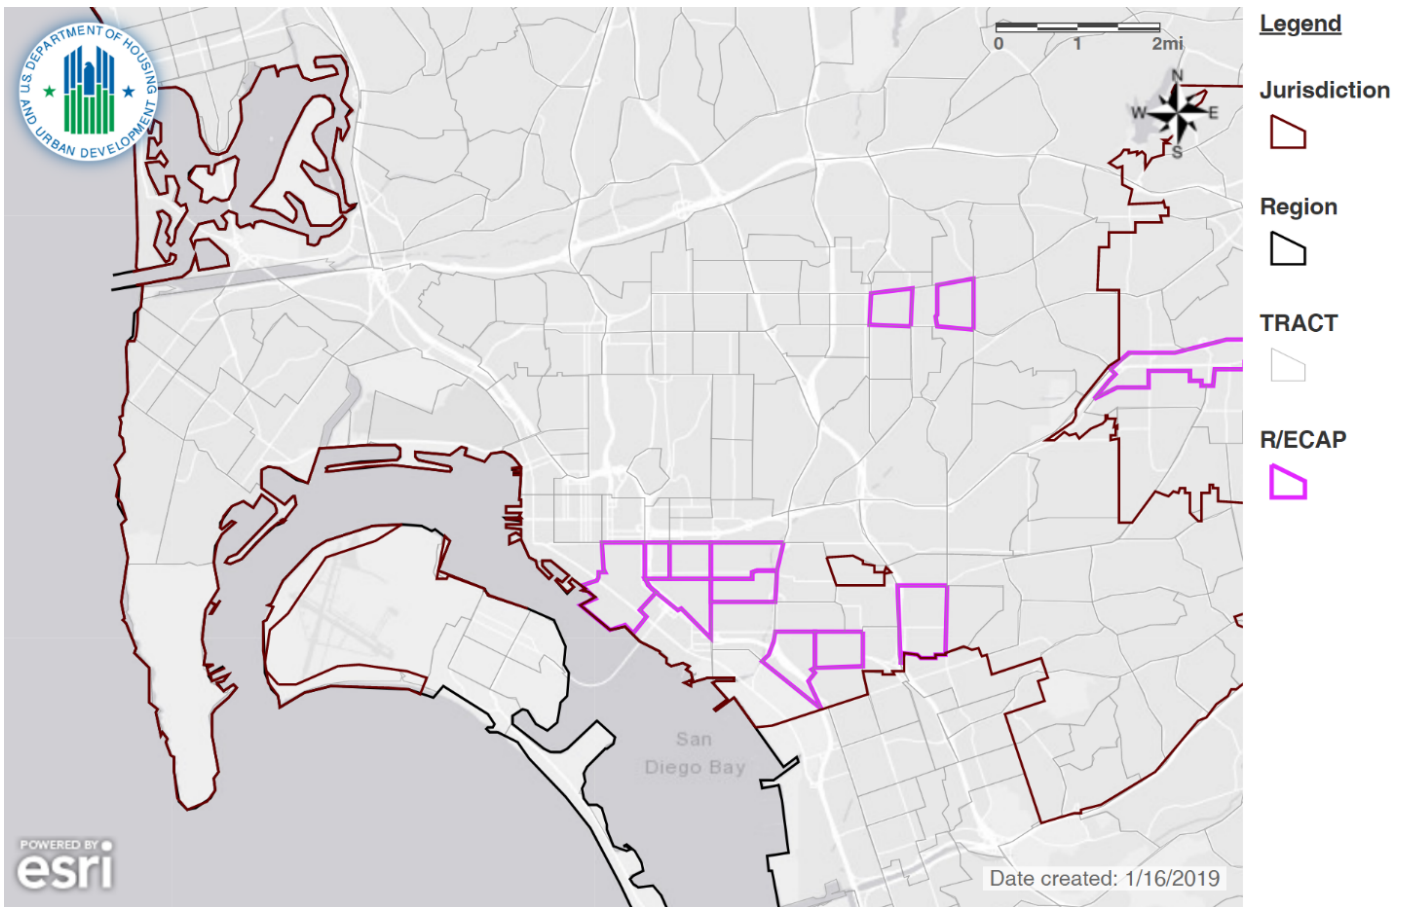 U.S. DEPARTMENT OF HOUSING
AND URBAN DEVELOPMENT
0 1 2mi
N
W E
S
Legend
Jurisdiction
Region
TRACT
R/ECAP
San
Diego Bay
POWERED BY
esri
Date created: 1/16/2019